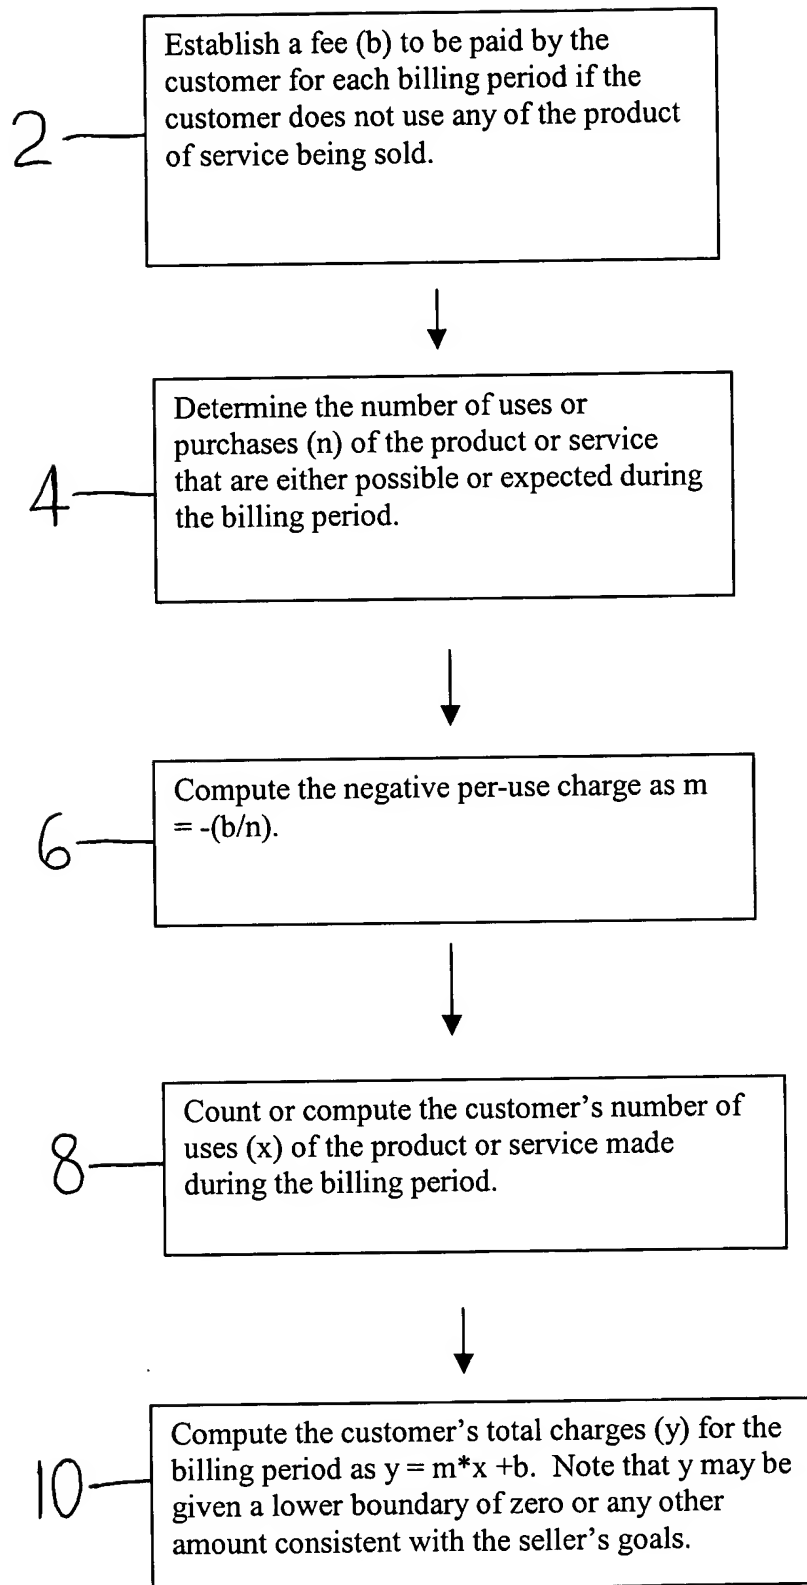 Establish a fee (b) to be paid by the
customer for each billing period if the
customer does not use any of the product
of service being sold.
2
Determine the number of uses or
purchases (n) of the product or service
that are either possible or expected during
the billing period.
4
Compute the negative per-use charge as m
= -(b/n).
6
Count or compute the customer's number of
uses (x) of the product or service made
during the billing period.
8
Compute the customer's total charges (y) for the
billing period as y = m*x +b. Note that y may be
given a lower boundary of zero or any other
amount consistent with the seller's goals.
10